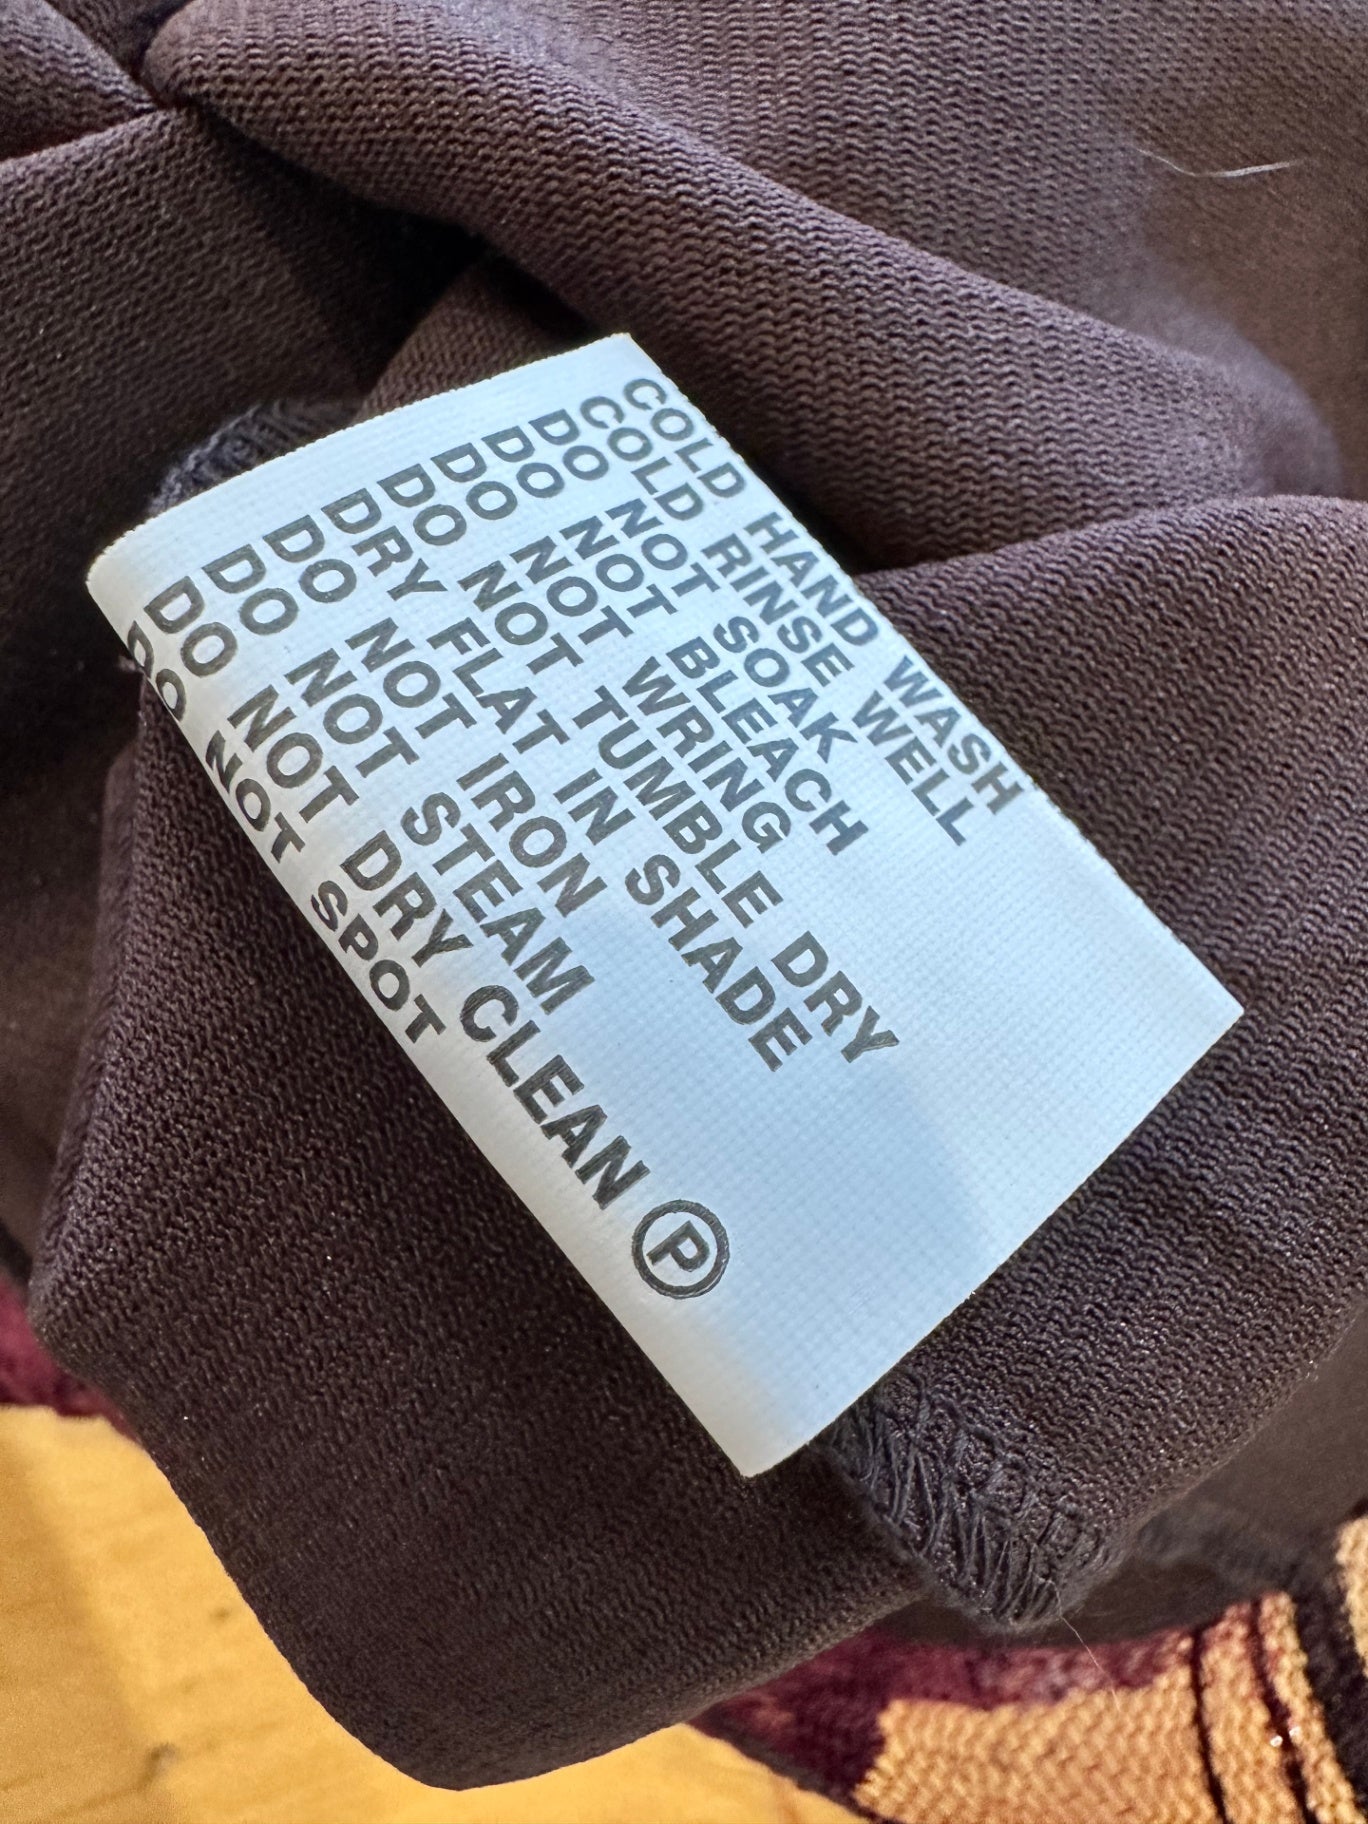 COLD HAND WASH
COLD RINSE WELL
DO NOT SOAK
DO NOT BLEACH
DO NOT WRING
DO NOT TUMBLE DRY
DRY FLAT IN SHADE
DO NOT IRON
DO NOT STEAM
DO NOT DRY CLEAN Ⓟ
DO NOT SPOT